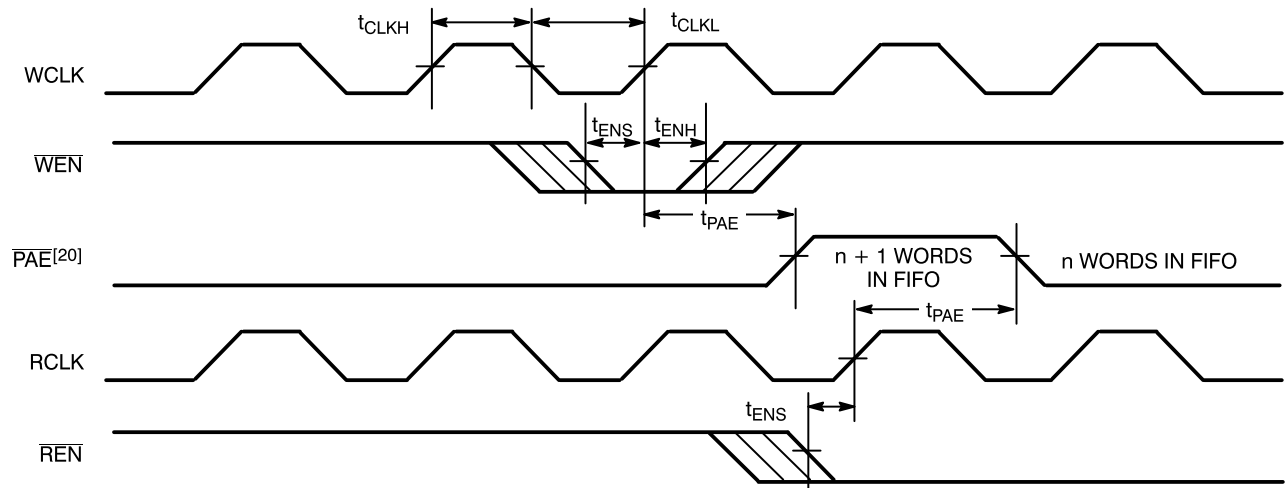 tCLKH
tCLKL
WCLK
tENS
tENH
WEN
tPAE
PAE[20]
n + 1 WORDS
IN FIFO
n WORDS IN FIFO
tPAE
RCLK
tENS
REN